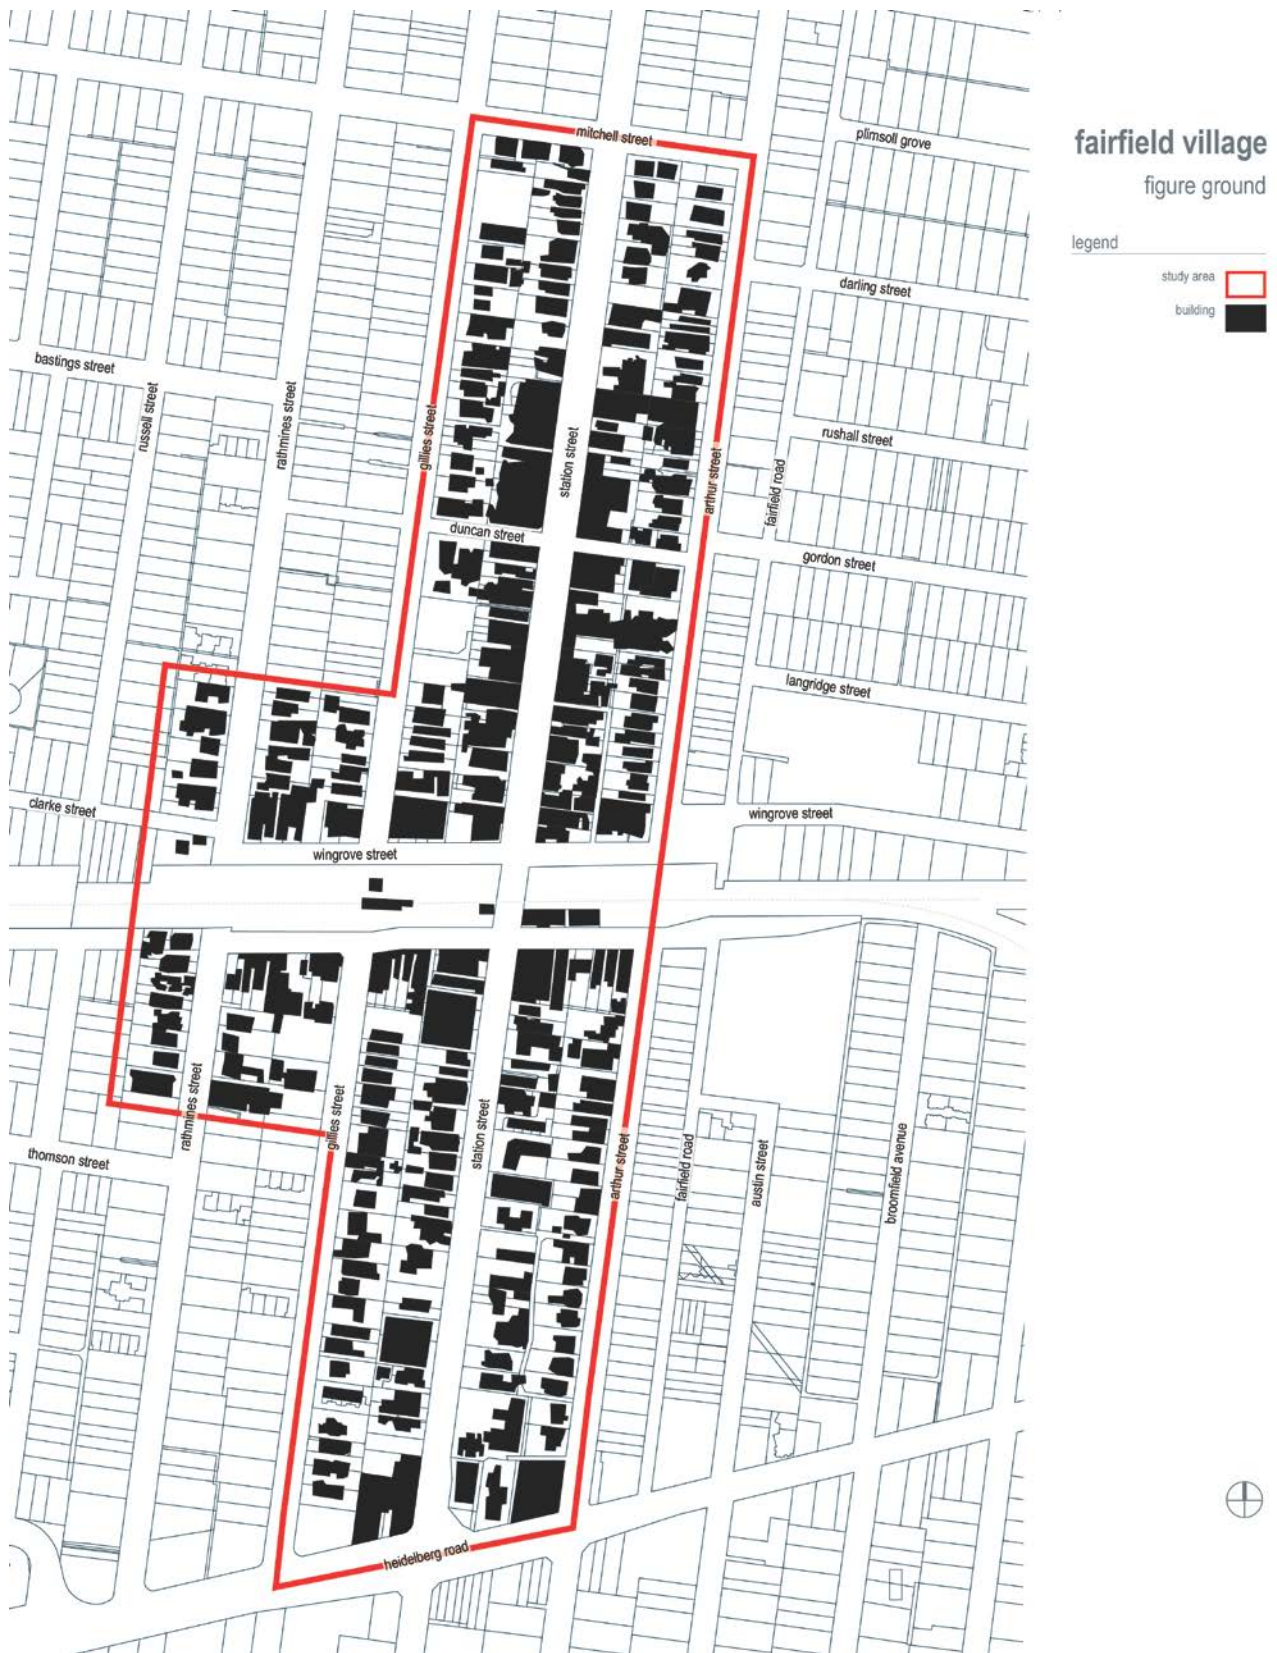 mitchell street
plimsoll grove
fairfield village
figure ground
legend
study area
building
darling street
bastings street
russell street
rathmines street
gillies street
station street
arthur street
fairfield road
rushall street
duncan street
gordon street
langridge street
clarke street
wingrove street
wingrove street
rathmines street
gillies street
station street
arthur street
fairfield road
austin street
broomfield avenue
thomson street
heidelberg road